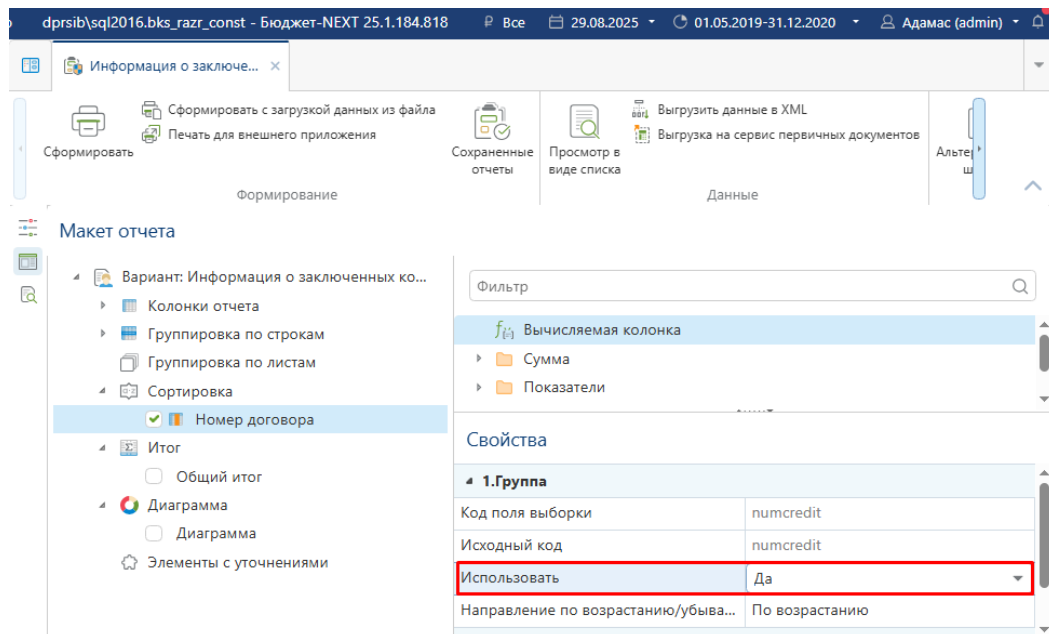 dprsib\sql2016.bks_razr_const - Бюджет-NEXT 25.1.184.818 ₽ Все 29.08.2025 01.05.2019-31.12.2020 Адамас (admin)
Информация о заключе... ×
Сформировать
Сформировать с загрузкой данных из файла
Печать для внешнего приложения
Формирование
Сохраненные
отчеты
Просмотр в
виде списка
Выгрузить данные в XML
Выгрузка на сервис первичных документов
Данные
Макет отчета
Вариант: Информация о заключенных ко...
Колонки отчета
Группировка по строкам
Группировка по листам
Сортировка
Номер договора
Итог
Общий итог
Диаграмма
Диаграмма
Элементы с уточнениями
Фильтр
Вычисляемая колонка
Сумма
Показатели
Свойства
1.Группа
Код поля выборки numcredit
Исходный код numcredit
Использовать Да
Направление по возрастанию/убыва... По возрастанию